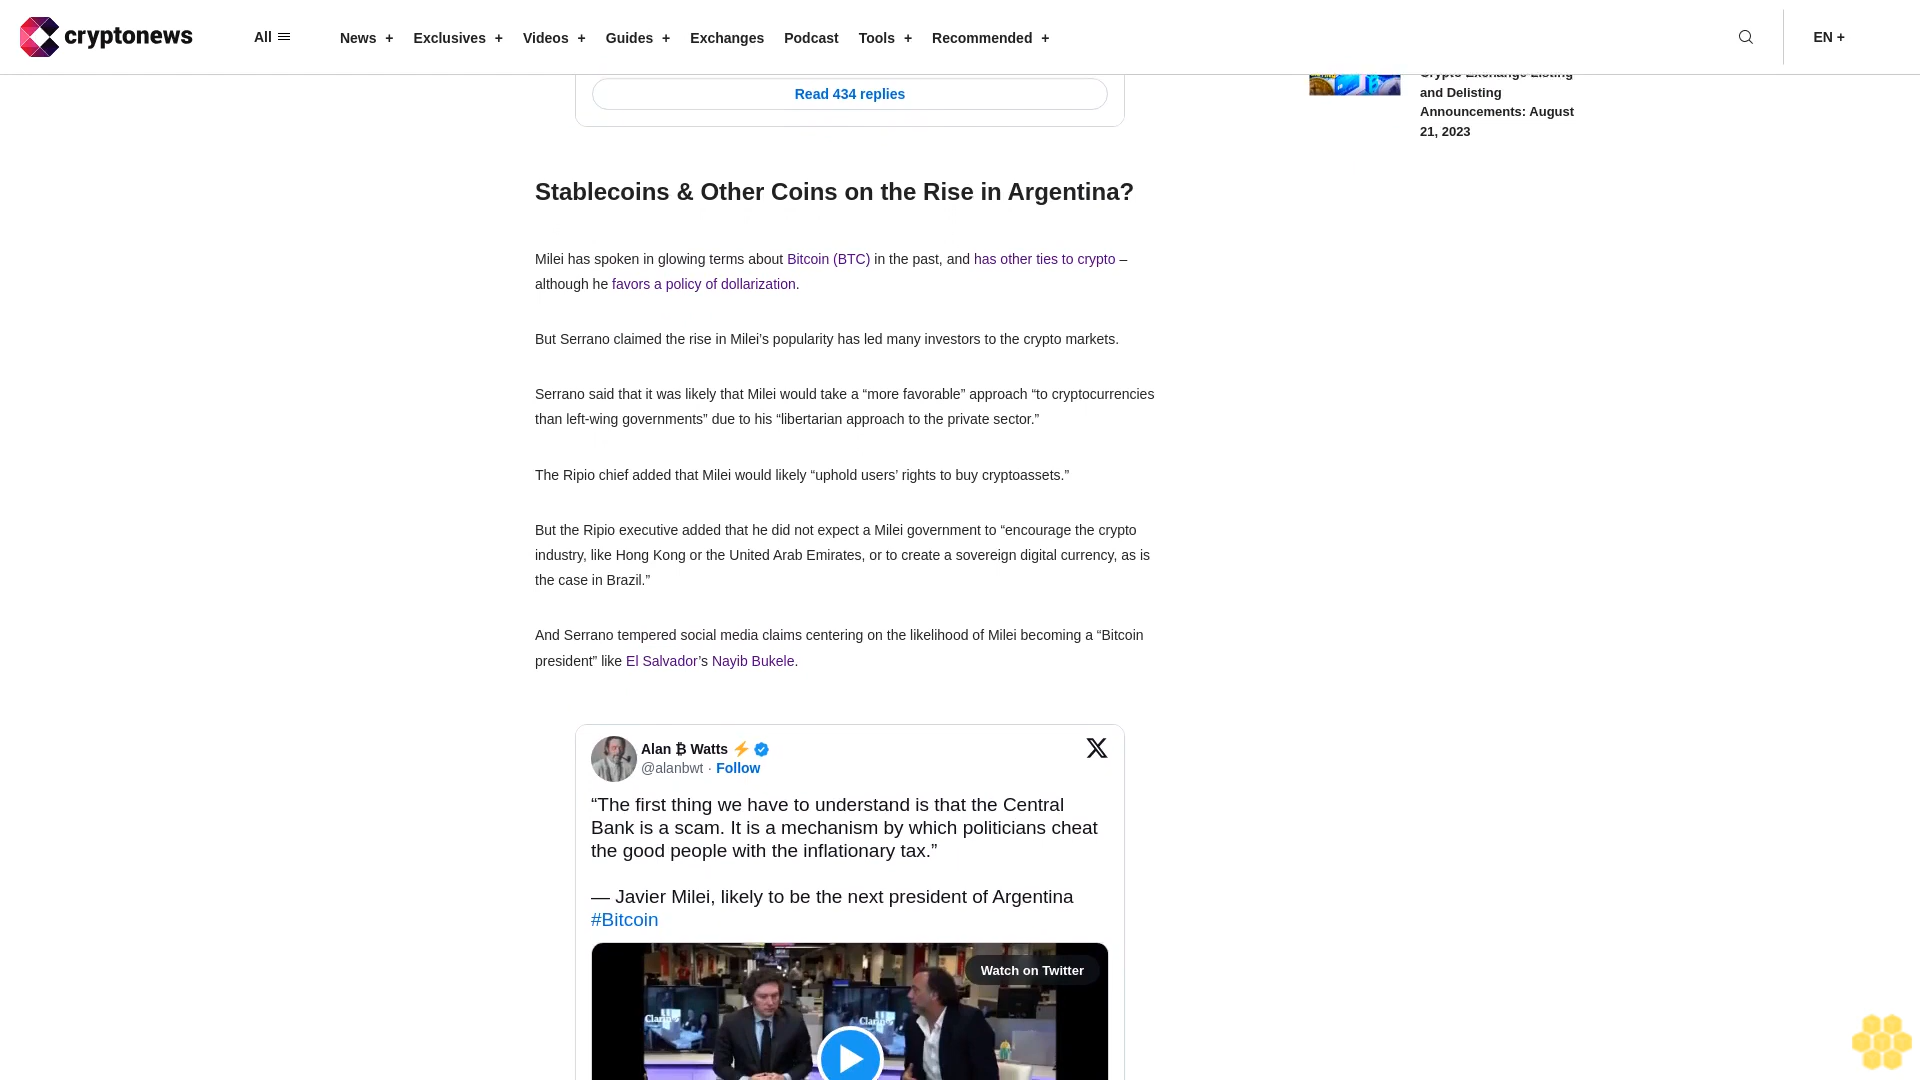 cryptonews
All
News +
Exclusives +
Videos +
Guides +
Exchanges
Podcast
Tools +
Recommended +
EN +
Read 434 replies
Crypto Exchange Listing
and Delisting
Announcements: August
21, 2023
Stablecoins & Other Coins on the Rise in Argentina?
Milei has spoken in glowing terms about Bitcoin (BTC) in the past, and has other ties to crypto –
although he favors a policy of dollarization.
But Serrano claimed the rise in Milei’s popularity has led many investors to the crypto markets.
Serrano said that it was likely that Milei would take a “more favorable” approach “to cryptocurrencies
than left-wing governments” due to his “libertarian approach to the private sector.”
The Ripio chief added that Milei would likely “uphold users’ rights to buy cryptoassets.”
But the Ripio executive added that he did not expect a Milei government to “encourage the crypto
industry, like Hong Kong or the United Arab Emirates, or to create a sovereign digital currency, as is
the case in Brazil.”
And Serrano tempered social media claims centering on the likelihood of Milei becoming a “Bitcoin
president” like El Salvador’s Nayib Bukele.
Alan ₿ Watts ⚡
@alanbwt · Follow
“The first thing we have to understand is that the Central
Bank is a scam. It is a mechanism by which politicians cheat
the good people with the inflationary tax.”
— Javier Milei, likely to be the next president of Argentina
#Bitcoin
Watch on Twitter
Clarín
Clarín